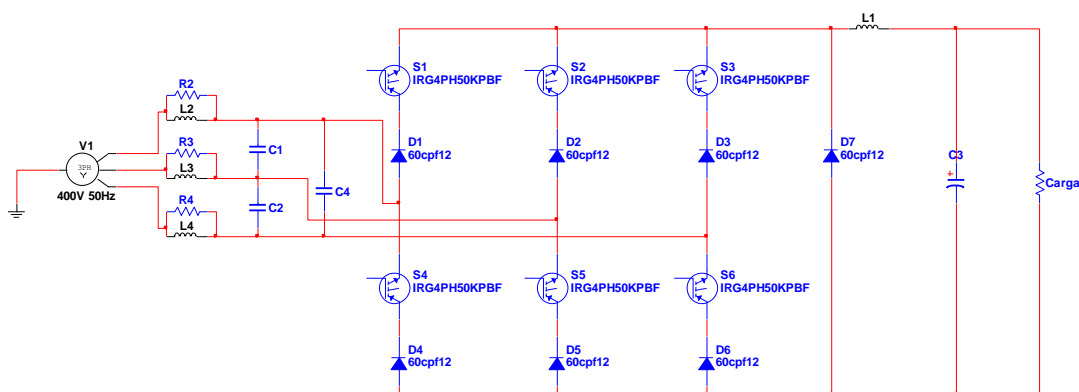 L1
S1
IRG4PH50KPBF
S2
IRG4PH50KPBF
S3
IRG4PH50KPBF
R2
L2
V1
3PH
Y
400V 50Hz
R3
L3
R4
L4
C1
C2
C4
D1
60cpf12
D2
60cpf12
D3
60cpf12
D7
60cpf12
C3
+
Carga
S4
IRG4PH50KPBF
S5
IRG4PH50KPBF
S6
IRG4PH50KPBF
D4
60cpf12
D5
60cpf12
D6
60cpf12